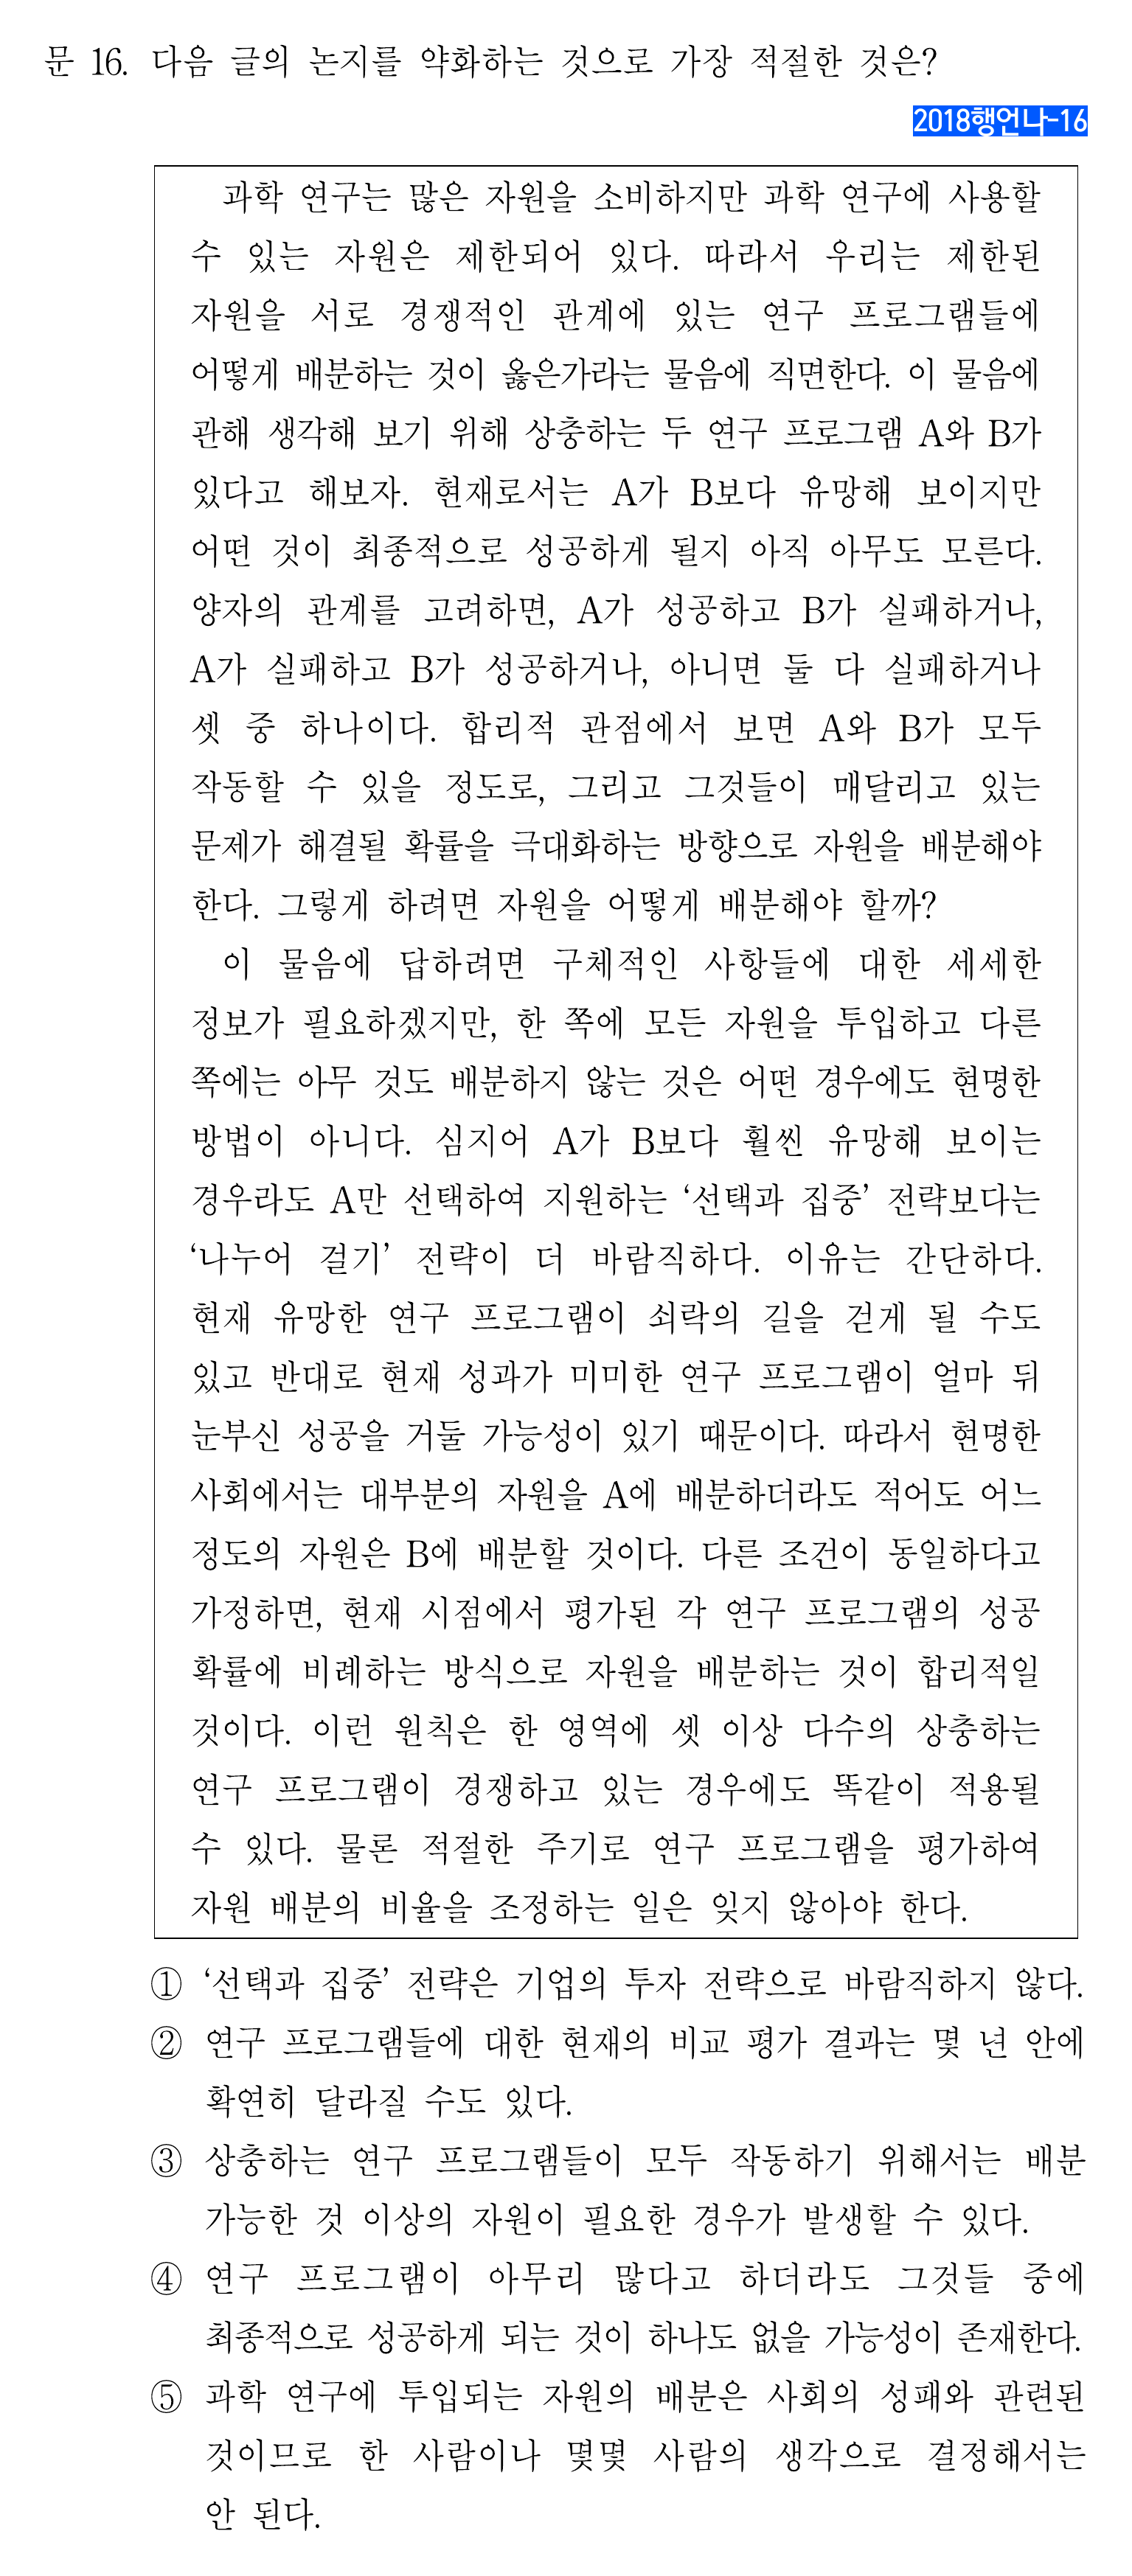 문 16. 다음 글의 논지를 약화하는 것으로 가장 적절한 것은?
2018행언나-16
과학 연구는 많은 자원을 소비하지만 과학 연구에 사용할
수 있는 자원은 제한되어 있다. 따라서 우리는 제한된
자원을 서로 경쟁적인 관계에 있는 연구 프로그램들에
어떻게 배분하는 것이 옳은가라는 물음에 직면한다. 이 물음에
관해 생각해 보기 위해 상충하는 두 연구 프로그램 A와 B가
있다고 해보자. 현재로서는 A가 B보다 유망해 보이지만
어떤 것이 최종적으로 성공하게 될지 아직 아무도 모른다.
양자의 관계를 고려하면, A가 성공하고 B가 실패하거나,
A가 실패하고 B가 성공하거나, 아니면 둘 다 실패하거나
셋 중 하나이다. 합리적 관점에서 보면 A와 B가 모두
작동할 수 있을 정도로, 그리고 그것들이 매달리고 있는
문제가 해결될 확률을 극대화하는 방향으로 자원을 배분해야
한다. 그렇게 하려면 자원을 어떻게 배분해야 할까?
이 물음에 답하려면 구체적인 사항들에 대한 세세한
정보가 필요하겠지만, 한 쪽에 모든 자원을 투입하고 다른
쪽에는 아무 것도 배분하지 않는 것은 어떤 경우에도 현명한
방법이 아니다. 심지어 A가 B보다 훨씬 유망해 보이는
경우라도 A만 선택하여 지원하는 ‘선택과 집중’ 전략보다는
‘나누어 걸기’ 전략이 더 바람직하다. 이유는 간단하다.
현재 유망한 연구 프로그램이 쇠락의 길을 걷게 될 수도
있고 반대로 현재 성과가 미미한 연구 프로그램이 얼마 뒤
눈부신 성공을 거둘 가능성이 있기 때문이다. 따라서 현명한
사회에서는 대부분의 자원을 A에 배분하더라도 적어도 어느
정도의 자원은 B에 배분할 것이다. 다른 조건이 동일하다고
가정하면, 현재 시점에서 평가된 각 연구 프로그램의 성공
확률에 비례하는 방식으로 자원을 배분하는 것이 합리적일
것이다. 이런 원칙은 한 영역에 셋 이상 다수의 상충하는
연구 프로그램이 경쟁하고 있는 경우에도 똑같이 적용될
수 있다. 물론 적절한 주기로 연구 프로그램을 평가하여
자원 배분의 비율을 조정하는 일은 잊지 않아야 한다.
① ‘선택과 집중’ 전략은 기업의 투자 전략으로 바람직하지 않다.
② 연구 프로그램들에 대한 현재의 비교 평가 결과는 몇 년 안에
확연히 달라질 수도 있다.
③ 상충하는 연구 프로그램들이 모두 작동하기 위해서는 배분
가능한 것 이상의 자원이 필요한 경우가 발생할 수 있다.
④ 연구 프로그램이 아무리 많다고 하더라도 그것들 중에
최종적으로 성공하게 되는 것이 하나도 없을 가능성이 존재한다.
⑤ 과학 연구에 투입되는 자원의 배분은 사회의 성패와 관련된
것이므로 한 사람이나 몇몇 사람의 생각으로 결정해서는
안 된다.